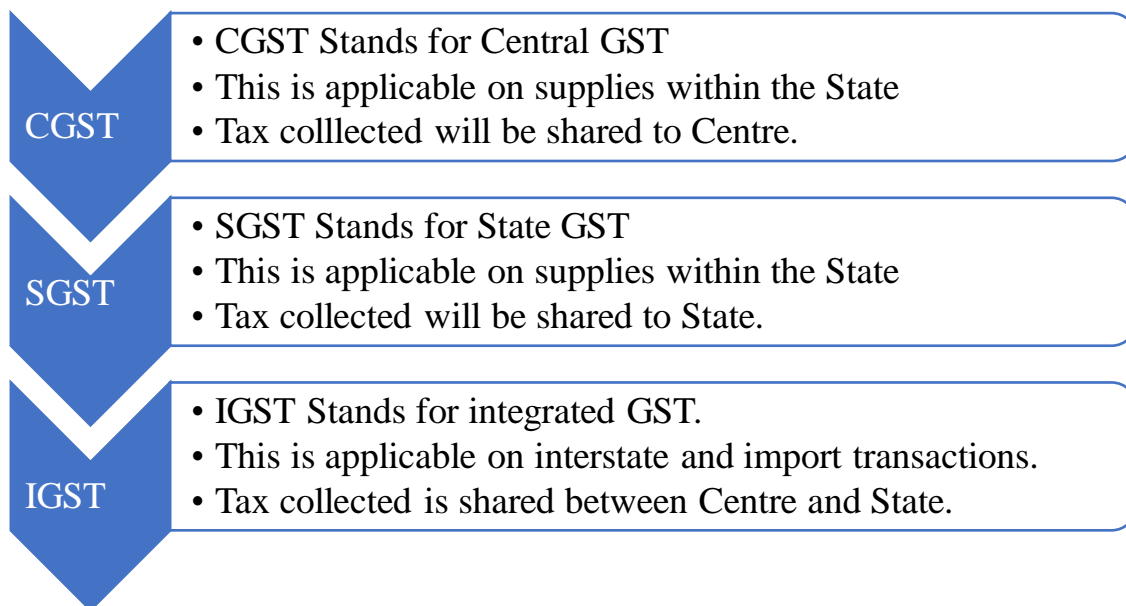 CGST
• CGST Stands for Central GST
• This is applicable on supplies within the State
• Tax colllected will be shared to Centre.
SGST
• SGST Stands for State GST
• This is applicable on supplies within the State
• Tax collected will be shared to State.
IGST
• IGST Stands for integrated GST.
• This is applicable on interstate and import transactions.
• Tax collected is shared between Centre and State.